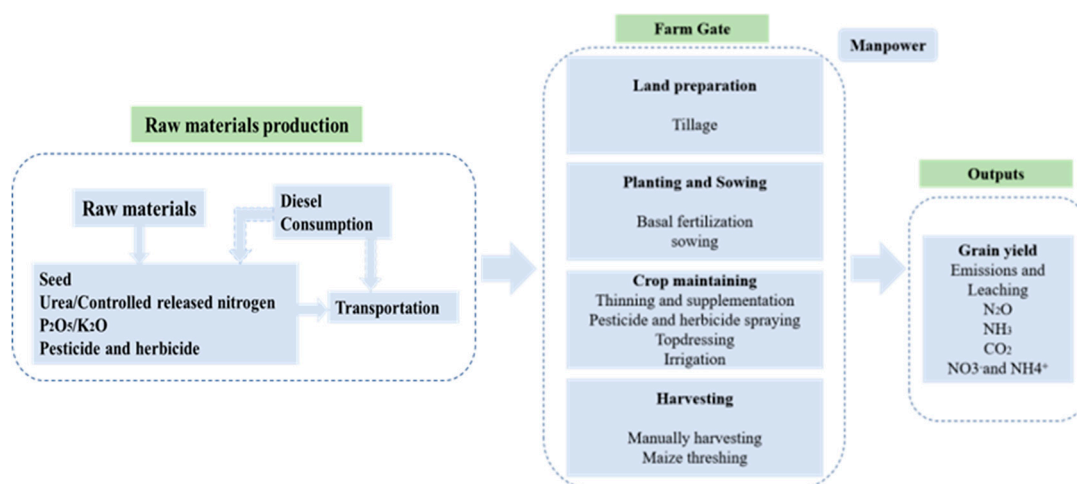 Raw materials production
Raw materials
Diesel
Consumption
Seed
Urea/Controlled released nitrogen
P₂O₅/K₂O
Pesticide and herbicide
Transportation
Farm Gate
Manpower
Land preparation
Tillage
Planting and Sowing
Basal fertilization
sowing
Crop maintaining
Thinning and supplementation
Pesticide and herbicide spraying
Topdressing
Irrigation
Harvesting
Manually harvesting
Maize threshing
Outputs
Grain yield
Emissions and
Leaching
N₂O
NH₃
CO₂
NO3⁻and NH4⁺